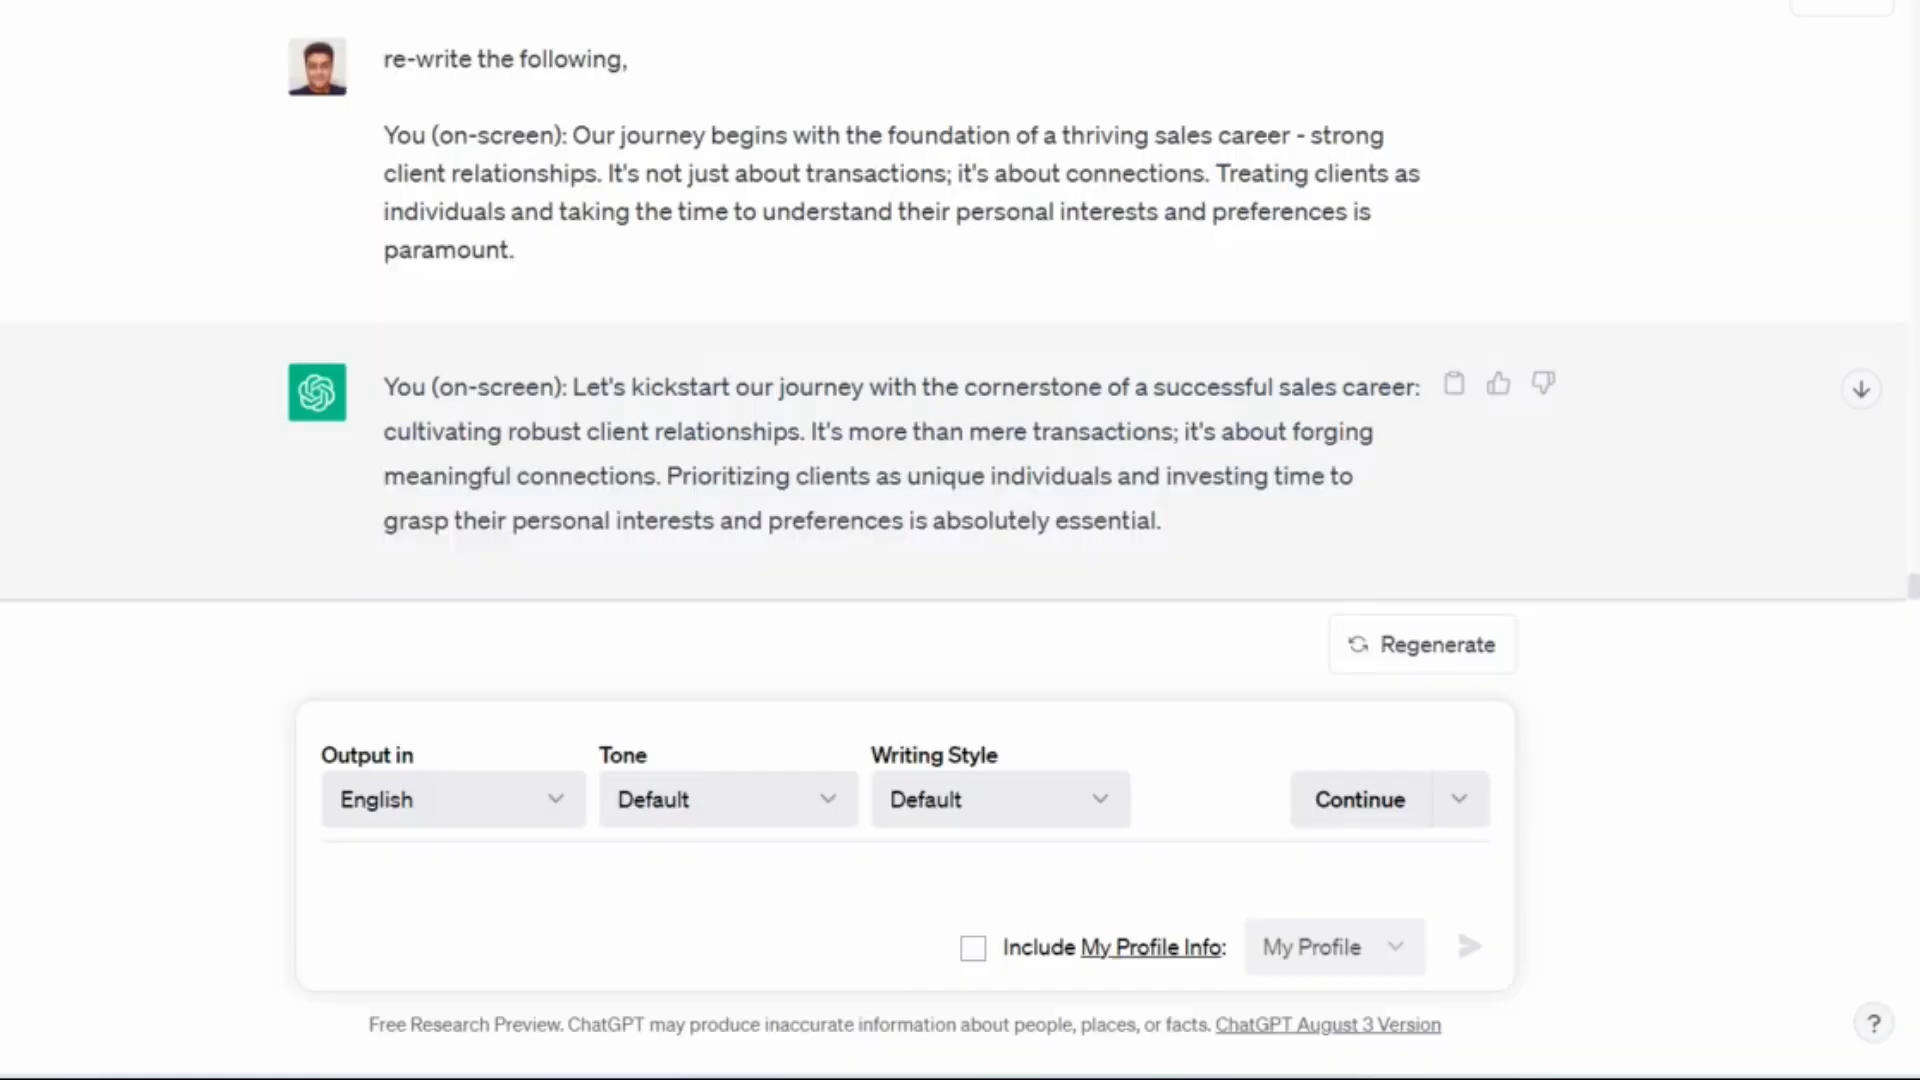 re-write the following,
You (on-screen): Our journey begins with the foundation of a thriving sales career - strong
client relationships. It's not just about transactions; it's about connections. Treating clients as
individuals and taking the time to understand their personal interests and preferences is
paramount.
You (on-screen): Let's kickstart our journey with the cornerstone of a successful sales career:
cultivating robust client relationships. It's more than mere transactions; it's about forging
meaningful connections. Prioritizing clients as unique individuals and investing time to
grasp their personal interests and preferences is absolutely essential.
Regenerate
Output in Tone Writing Style
English Default Default Continue
Include My Profile Info: My Profile
Free Research Preview. ChatGPT may produce inaccurate information about people, places, or facts. ChatGPT August 3 Version
?